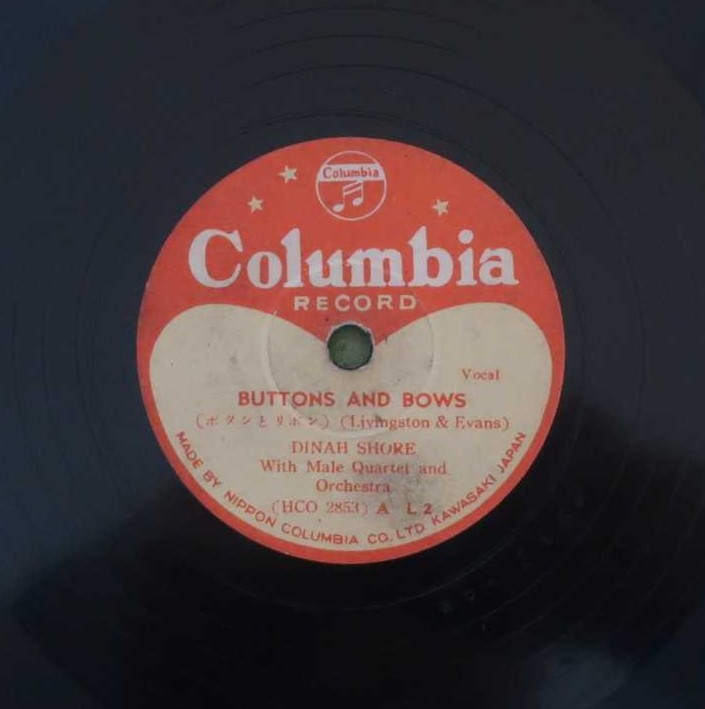 Columbia
Columbia
RECORD
Vocal
BUTTONS AND BOWS
(ボタンとリボン) (Livingston & Evans)
DINAH SHORE
With Male Quartet and
Orchestra
(HCO 2853) A L 2
MADE BY NIPPON COLUMBIA CO., LTD KAWASAKI JAPAN